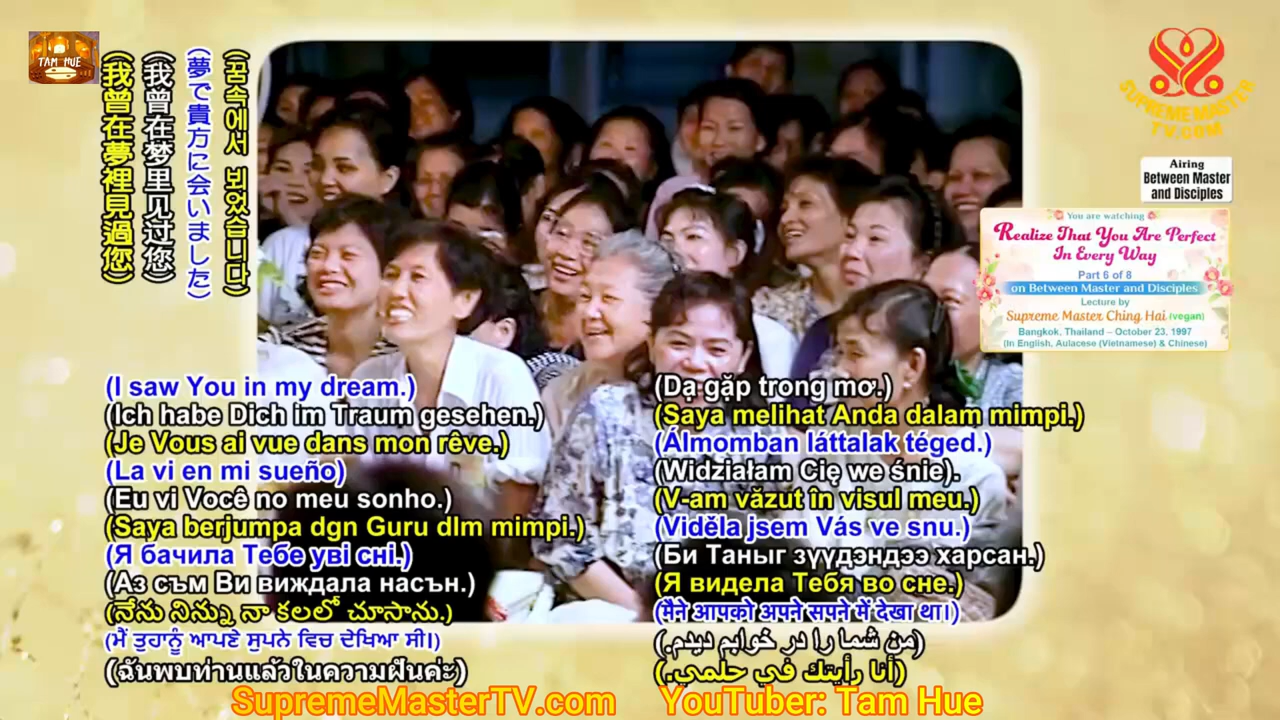 TAM HUE
(我曾在夢裡見過您)
(我曾在梦里见过您)
(夢で貴方に会いました)
(꿈속에서 뵈었습니다)
SUPREMEMASTER
TV.COM
Airing
Between Master
and Disciples
You are watching
Realize That You Are Perfect
In Every Way
Part 6 of 8
on Between Master and Disciples
Lecture by
Supreme Master Ching Hai (vegan)
Bangkok, Thailand – October 23, 1997
(In English, Aulacese (Vietnamese) & Chinese)
(I saw You in my dream.)
(Ich habe Dich im Traum gesehen.)
(Je Vous ai vue dans mon rêve.)
(La vi en mi sueño)
(Eu vi Você no meu sonho.)
(Saya berjumpa dgn Guru dlm mimpi.)
(Я бачила Тебе уві сні.)
(Аз съм Ви виждала насън.)
(నేను నిన్ను నా కలలో చూసాను.)
(ਮੈਂ ਤੁਹਾਨੂੰ ਆਪਣੇ ਸੁਪਨੇ ਵਿਚ ਦੇਖਿਆ ਸੀ।)
(ฉันพบท่านแล้วในความฝันค่ะ)
(Dạ gặp trong mơ.)
(Saya melihat Anda dalam mimpi.)
(Álmomban láttalak téged.)
(Widziałam Cię we śnie).
(V-am văzut în visul meu.)
(Viděla jsem Vás ve snu.)
(Би Таныг зүүдэндээ харсан.)
(Я видела Тебя во сне.)
(मैंने आपको अपने सपने में देखा था।)
(من شما را در خوابم دیدم.)
(أنا رأيتك في حلمي.)
SupremeMasterTV.com YouTuber: Tam Hue